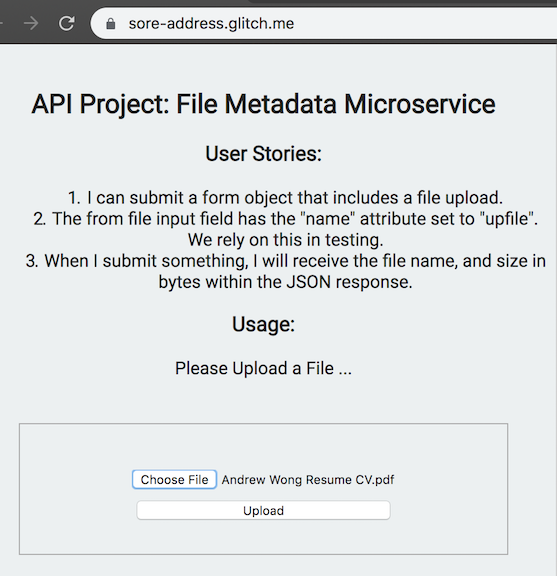 sore-address.glitch.me
API Project: File Metadata Microservice
User Stories:
1. I can submit a form object that includes a file upload.
2. The from file input field has the "name" attribute set to "upfile".
We rely on this in testing.
3. When I submit something, I will receive the file name, and size in
bytes within the JSON response.
Usage:
Please Upload a File ...
Choose File Andrew Wong Resume CV.pdf
Upload